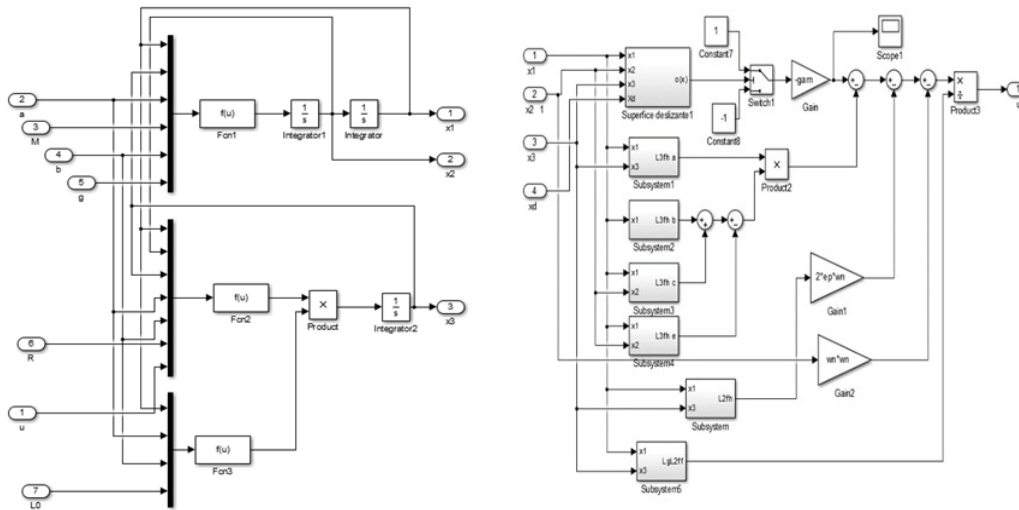 2
a
3
M
4
b
5
g
f(u)
Fcn1
1
s
Integrator1
1
s
Integrator
1
x1
2
x2
6
R
1
u
7
L0
f(u)
Fcn2
f(u)
Fcn3
×
Product
1
s
Integrator2
3
x3
1
x1
2
x2
1
3
x3
4
xd
x1
x2
x3
Xd
σ(x)
Superfice deslizante1
1
Constant7
-1
Constant8
Switch1
-gam
Gain
Scope1
x1
x3
L3fh a
Subsystem1
x1
L3fh b
Subsystem2
x1
x2
L3fh c
Subsystem3
x1
x2
L3fh e
Subsystem4
×
Product2
2*ep*wn
Gain1
wn*wn
Gain2
x1
x3
L2fh
Subsystem
x1
x3
LgL2ff
Subsystem5
×
÷
Product3
1
u